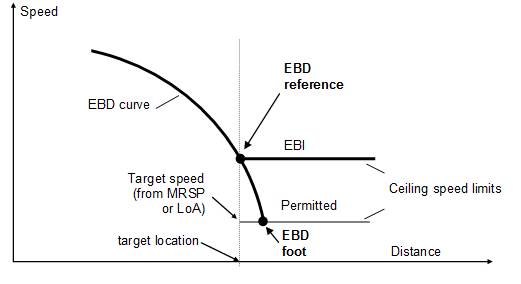 Speed
EBD
reference
EBD curve
EBI
Target speed
(from MRSP
or LoA)
Ceiling speed limits
Permitted
target location
EBD
foot
Distance